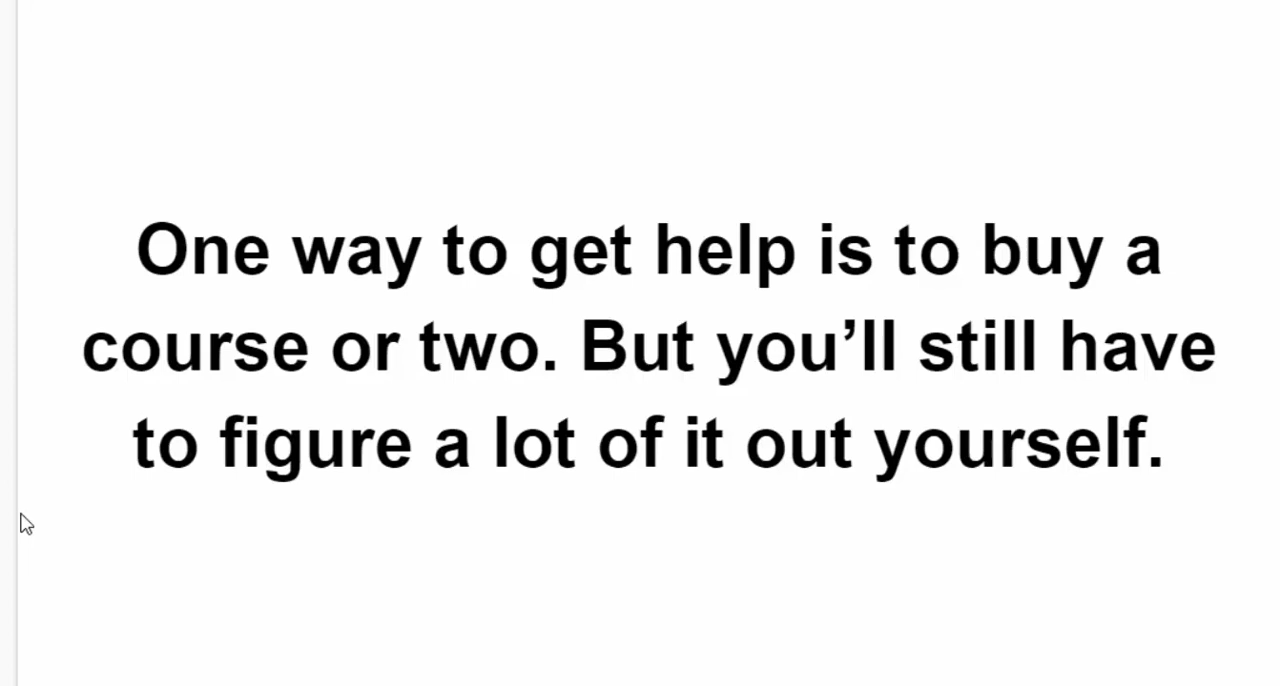 One way to get help is to buy a
course or two. But you’ll still have
to figure a lot of it out yourself.